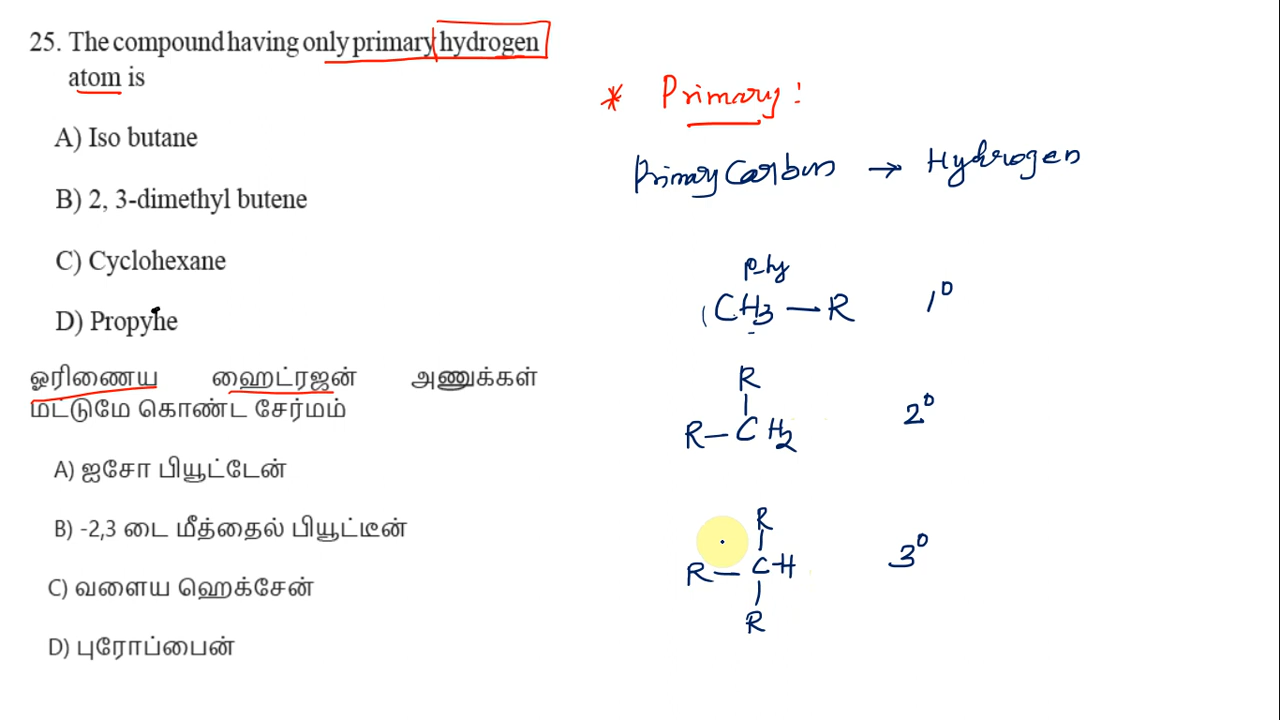 25. The compound having only primary hydrogen
atom is
A) Iso butane
B) 2, 3-dimethyl butene
C) Cyclohexane
D) Propyne
ஓரிணைய ஹைட்ரஜன் அணுக்கள்
மட்டுமே கொண்ட சேர்மம்
A) ஐசோ பியூட்டேன்
B) -2,3 டை மீத்தைல் பியூட்டீன்
C) வளைய ஹெக்சேன்
D) புரோப்பைன்
* Primary:
Primary Carbon → Hydrogen
CH3 — R 1°
R
R — CH2 2°
R
R — CH 3°
R